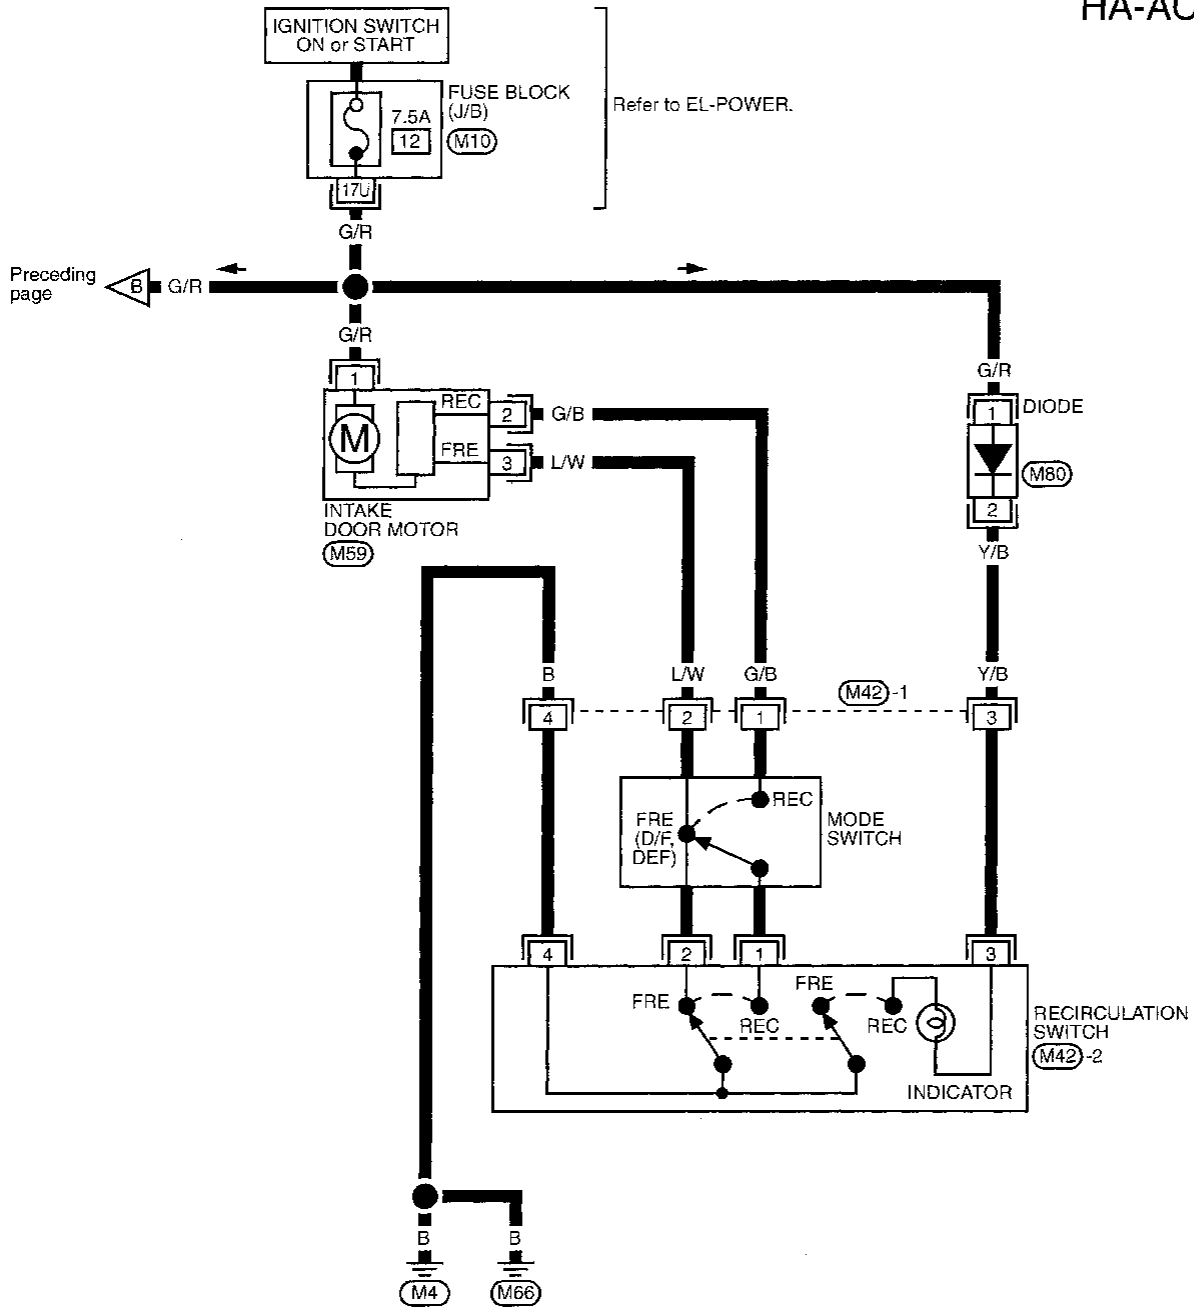 HA-AC
IGNITION SWITCH
ON or START
FUSE BLOCK
(J/B)
7.5A
12
M10
Refer to EL-POWER.
17U
G/R
Preceding
page
B
G/R
G/R
G/R
1
REC
2
G/B
1
DIODE
M
FRE
3
L/W
M80
2
INTAKE
DOOR MOTOR
M59
Y/B
B
L/W
G/B
Y/B
M42 -1
4
2
1
3
REC
FRE
(D/F,
DEF)
MODE
SWITCH
4
2
1
3
FRE
REC
FRE
REC
RECIRCULATION
SWITCH
M42 -2
INDICATOR
B
B
M4
M66